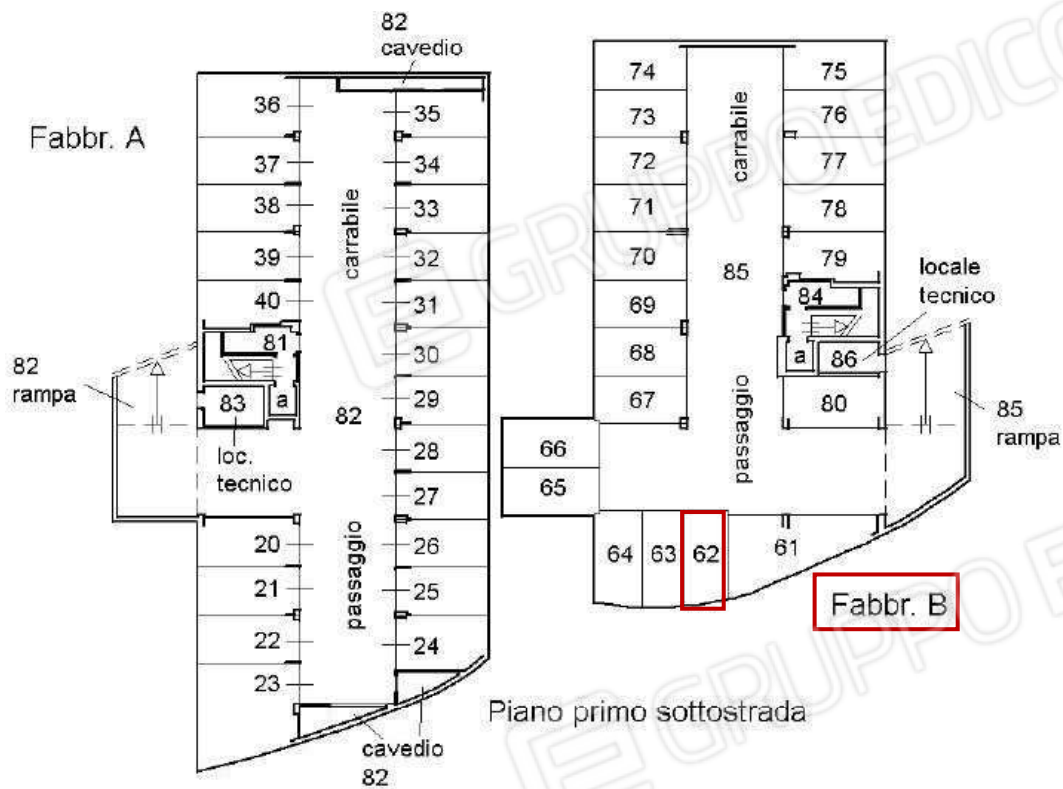 82
cavedio
Fabbr. A
36
37
38
39
40
81
a
83
loc.
tecnico
82
rampa
20
21
22
23
carrabile
82
passaggio
35
34
33
32
31
30
29
28
27
26
25
24
cavedio
82
74
73
72
71
70
69
68
67
66
65
64
63
62
61
carrabile
85
passaggio
75
76
77
78
79
84
a
86
80
locale
tecnico
85
rampa
Fabbr. B
Piano primo sottostrada
GRUPPO EDICO
GRUPPO E